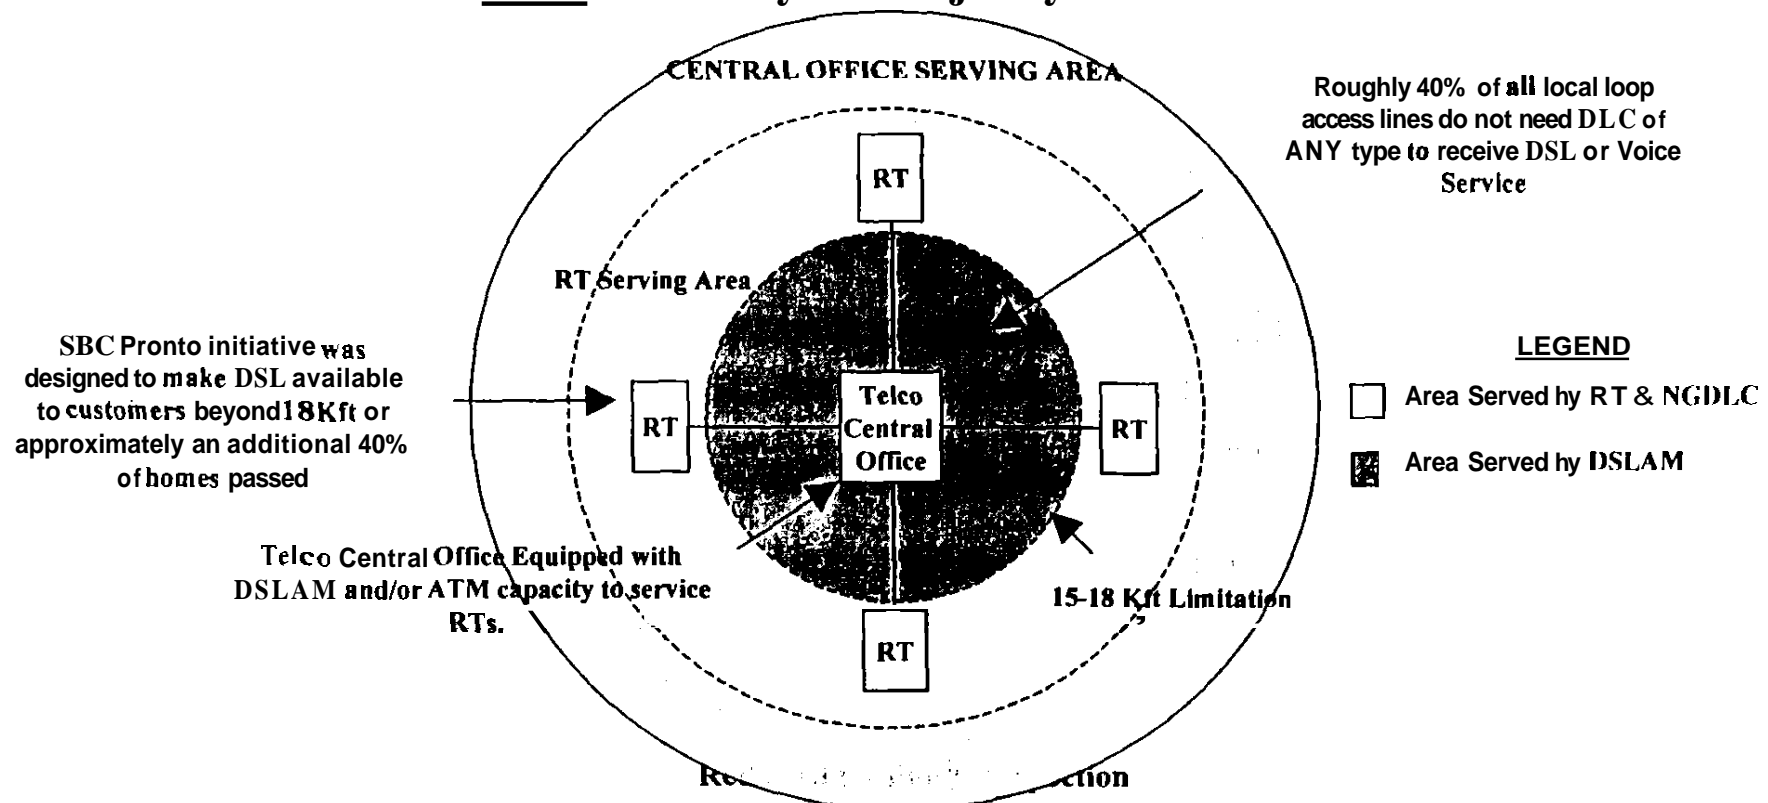 CENTRAL OFFICE SERVING AREA
Roughly 40% of all local loop
access lines do not need DLC of
ANY type to receive DSL or Voice
Service
RT
RT Serving Area
SBC Pronto initiative was
designed to make DSL available
to customers beyond 18Kft or
approximately an additional 40%
of homes passed
RT
Telco
Central
Office
RT
LEGEND
Area Served hy RT & NGDLC
Area Served hy DSLAM
Telco Central Office Equipped with
DSLAM and/or ATM capacity to service
RTs.
15-18 Kft Limitation
RT